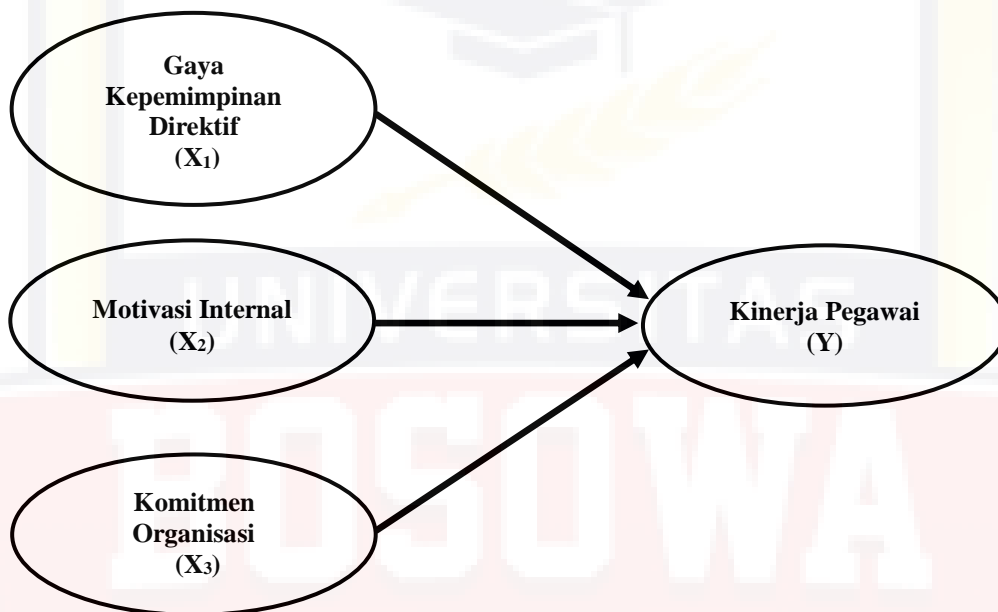 Gaya
Kepemimpinan
Direktif
(X₁)
Motivasi Internal
(X₂)
Kinerja Pegawai
(Y)
Komitmen
Organisasi
(X₃)
UNIVERSITAS
BOSOWA